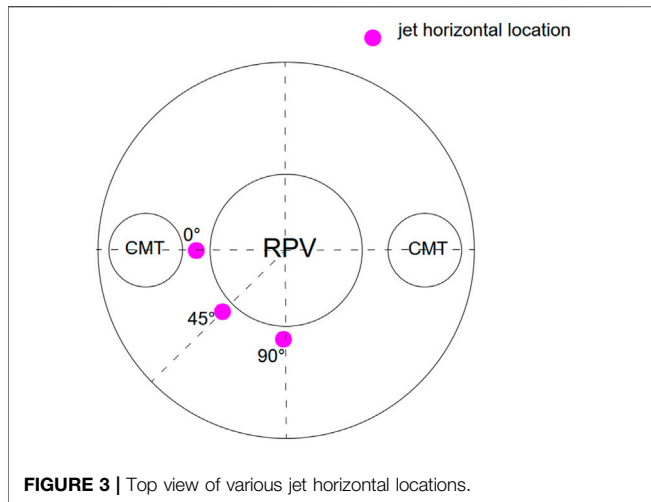 jet horizontal location
0°
CMT
RPV
CMT
45°
90°
FIGURE 3 | Top view of various jet horizontal locations.